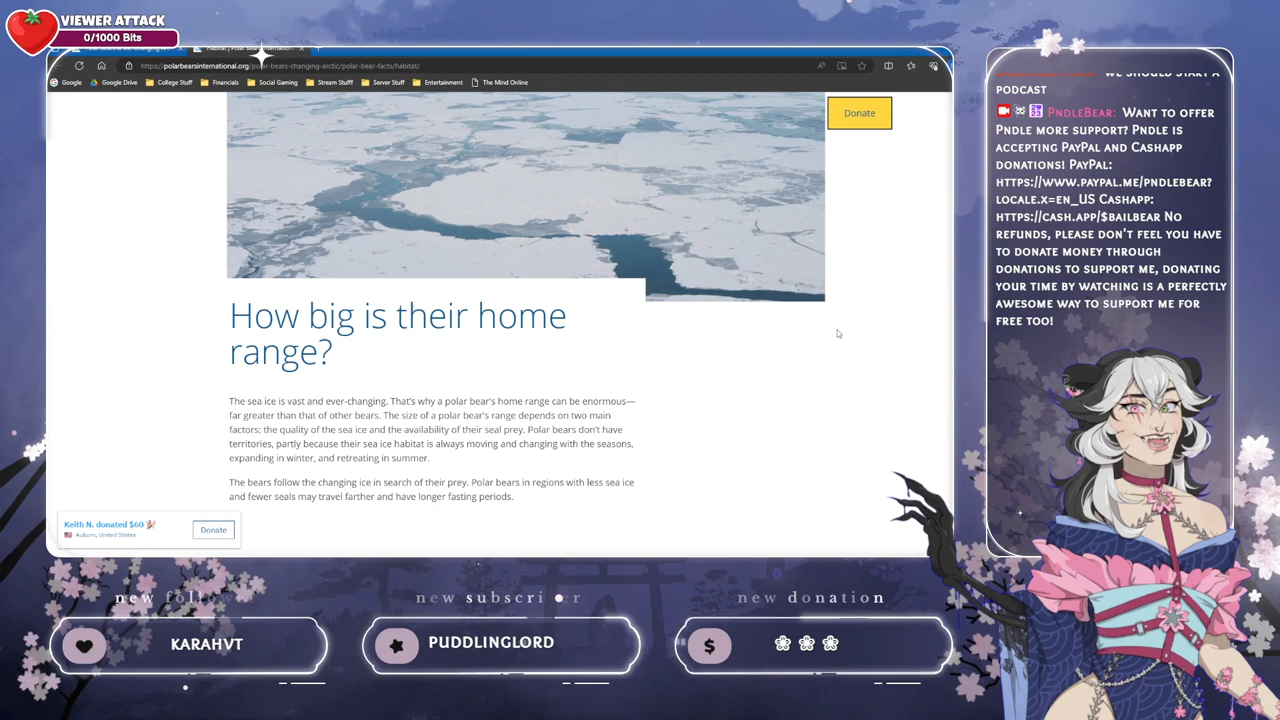 VIEWER ATTACK
0/1000 Bits
Habitat | Polar Bears Internation
https://polarbearsinternational.org/polar-bears-changing-arctic/polar-bear-facts/habitat/
Google
Google Drive
College Stuff
Financials
Social Gaming
Stream Stufff
Server Stuff
Entertainment
The Mind Online
Donate
How big is their home
range?
The sea ice is vast and ever-changing. That's why a polar bear's home range can be enormous—
far greater than that of other bears. The size of a polar bear's range depends on two main
factors: the quality of the sea ice and the availability of their seal prey. Polar bears don't have
territories, partly because their sea ice habitat is always moving and changing with the seasons,
expanding in winter, and retreating in summer.
The bears follow the changing ice in search of their prey. Polar bears in regions with less sea ice
and fewer seals may travel farther and have longer fasting periods.
Keith N. donated $60
Auburn, United States
Donate
WE SHOULD START A
PODCAST
PNDLEBEAR: WANT TO OFFER
PNDLE MORE SUPPORT? PNDLE IS
ACCEPTING PAYPAL AND CASHAPP
DONATIONS! PAYPAL:
HTTPS://WWW.PAYPAL.ME/PNDLEBEAR?
LOCALE.X=EN_US CASHAPP:
HTTPS://CASH.APP/$BAILBEAR NO
REFUNDS, PLEASE DON'T FEEL YOU HAVE
TO DONATE MONEY THROUGH
DONATIONS TO SUPPORT ME, DONATING
YOUR TIME BY WATCHING IS A PERFECTLY
AWESOME WAY TO SUPPORT ME FOR
FREE TOO!
new follow
KARAHVT
new subscriber
PUDDLINGLORD
new donation
$